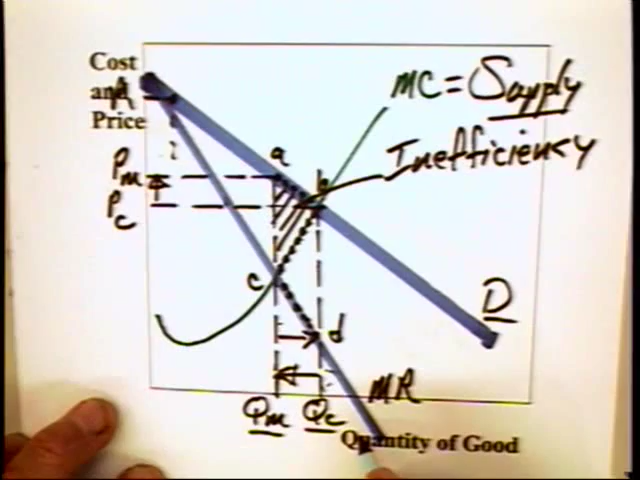 Cost
and
Price
MC = Supply
Inefficiency
a
b
Pm
Pc
c
d
D
MR
Qm Qc
Quantity of Good